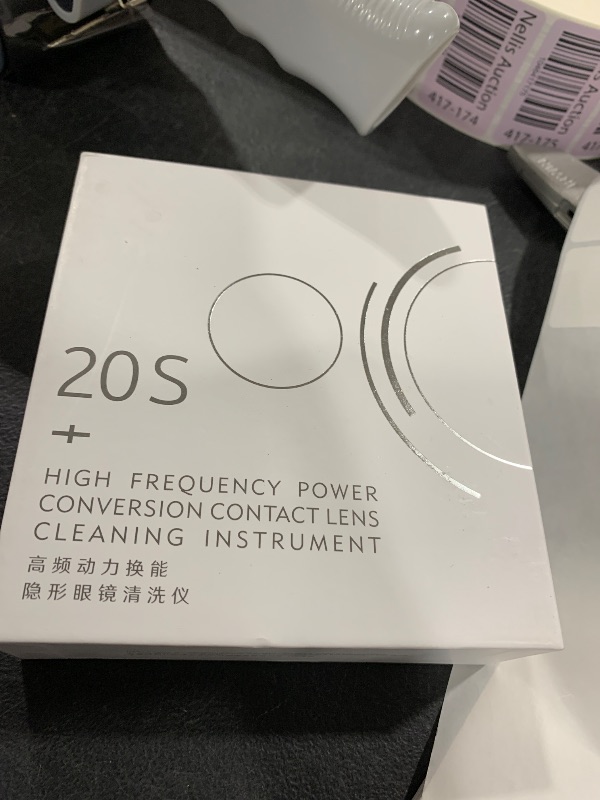 Nellis Auction
417-174
Nellis Auction
417-175
20S
+
HIGH FREQUENCY POWER
CONVERSION CONTACT LENS
CLEANING INSTRUMENT
高频动力换能
隐形眼镜清洗仪